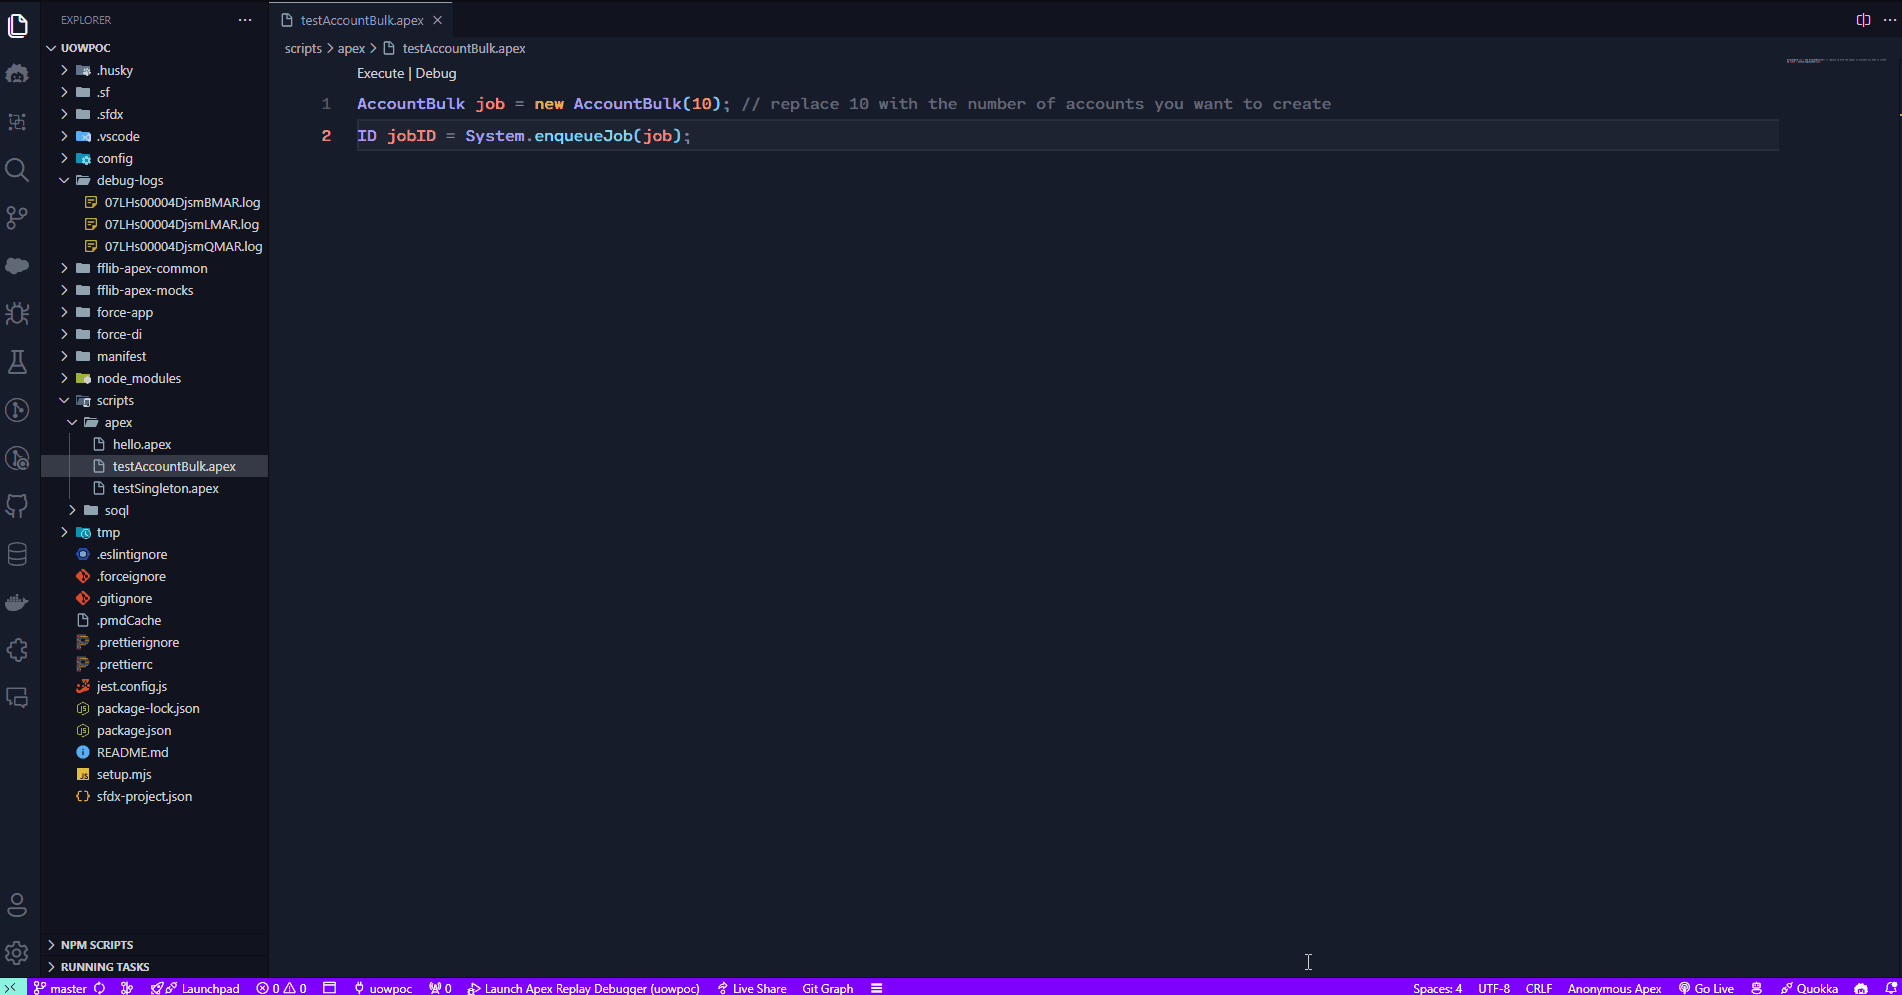 EXPLORER
UOWPOC
.husky
.sf
.sfdx
.vscode
config
debug-logs
07LHs00004DjsmBMAR.log
07LHs00004DjsmLMAR.log
07LHs00004DjsmQMAR.log
fflib-apex-common
fflib-apex-mocks
force-app
force-di
manifest
node_modules
scripts
apex
hello.apex
testAccountBulk.apex
testSingleton.apex
soql
tmp
.eslintignore
.forceignore
.gitignore
.pmdCache
.prettierignore
.prettierrc
jest.config.js
package-lock.json
package.json
README.md
setup.mjs
sfdx-project.json
NPM SCRIPTS
RUNNING TASKS
testAccountBulk.apex
scripts > apex > testAccountBulk.apex
Execute | Debug
1 AccountBulk job = new AccountBulk(10); // replace 10 with the number of accounts you want to create
2 ID jobID = System.enqueueJob(job);
master Launchpad 0 0 uowpoc 0 Launch Apex Replay Debugger (uowpoc) Live Share Git Graph Spaces: 4 UTF-8 CRLF Anonymous Apex Go Live Quokka